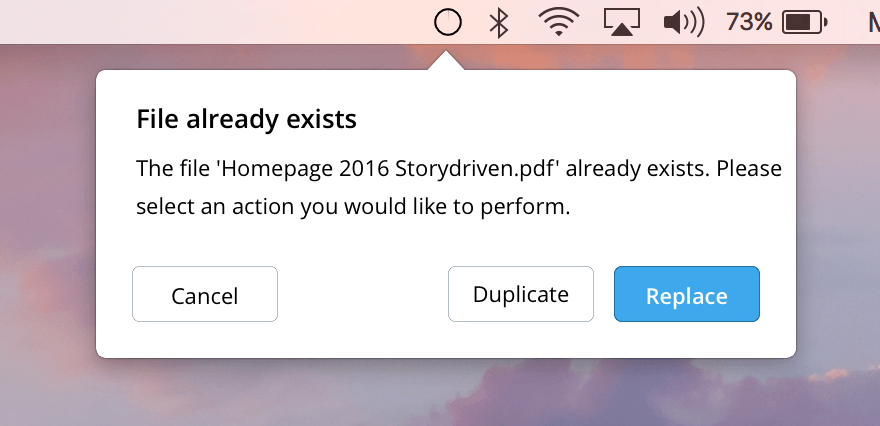 73%
File already exists
The file 'Homepage 2016 Storydriven.pdf' already exists. Please
select an action you would like to perform.
Cancel Duplicate Replace